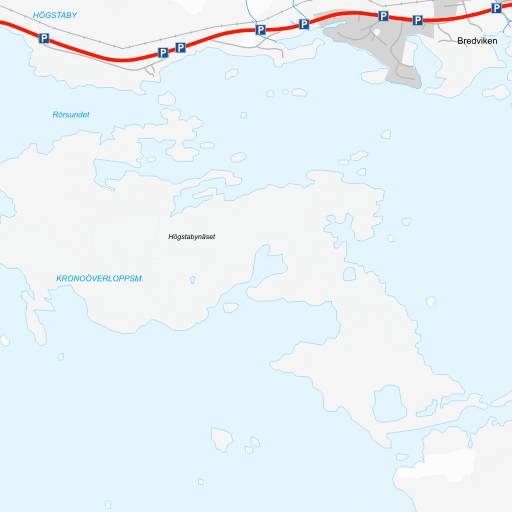 HÖGSTABY
P
P
P
P
P
P
P
P
Bredviken
Rörsundet
Högstabynäset
KRONOÖVERLOPPSM.